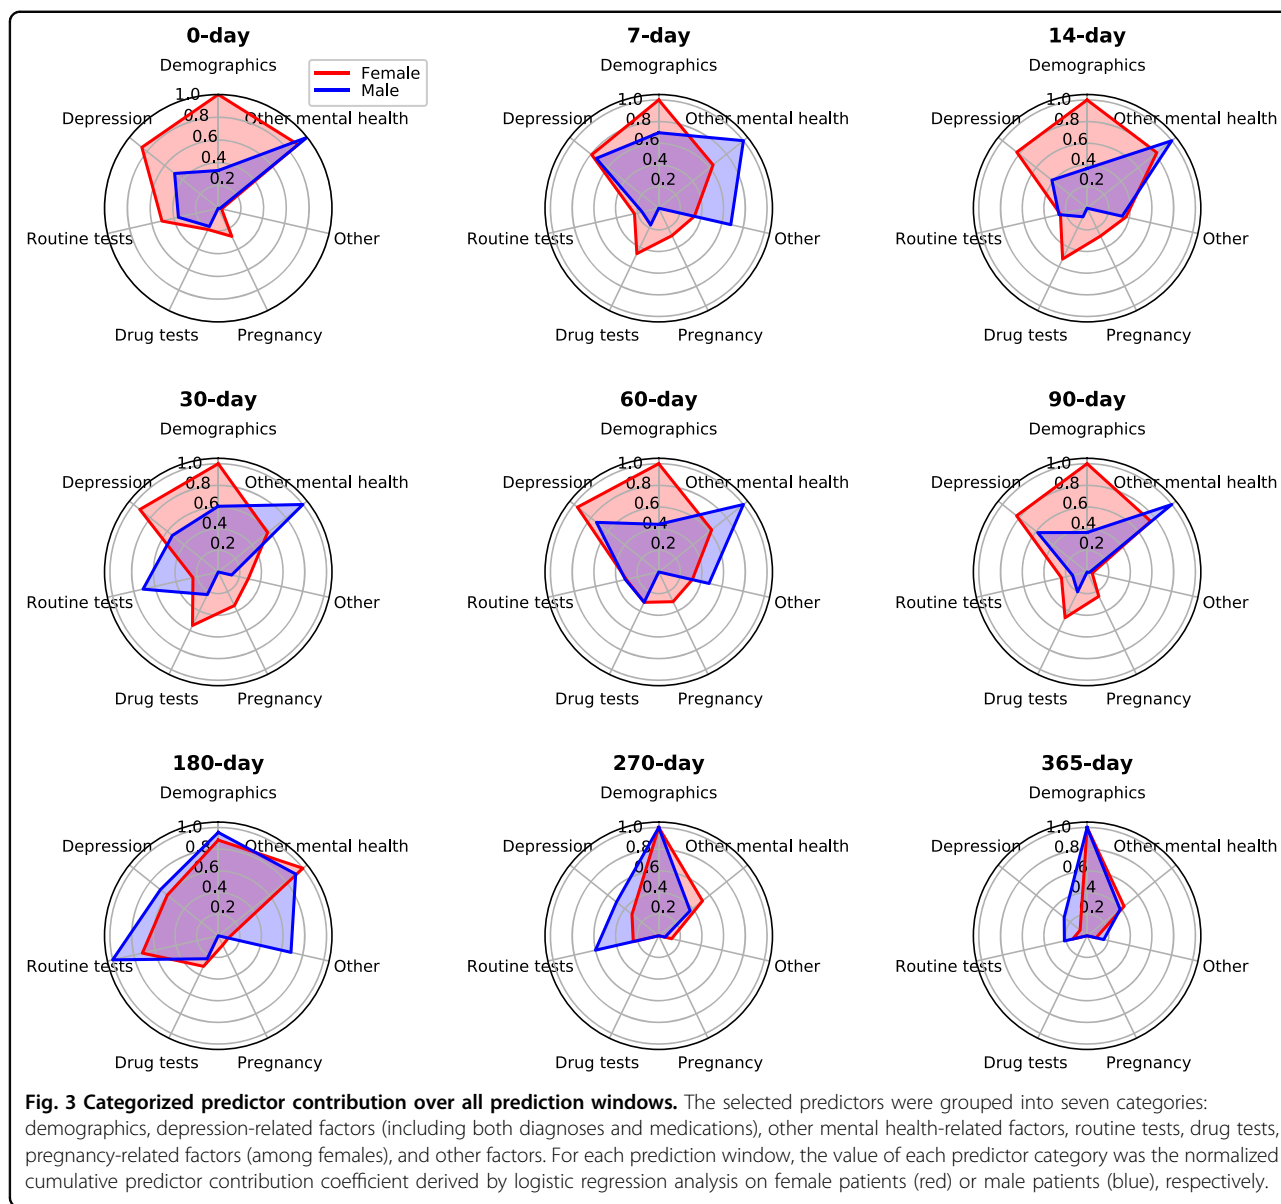 0-day
Demographics
Female
Male
1.0
0.8
0.6
0.4
0.2
Depression
Other mental health
Routine tests
Other
Drug tests
Pregnancy
7-day
Demographics
1.0
0.8
0.6
0.4
0.2
Depression
Other mental health
Routine tests
Other
Drug tests
Pregnancy
14-day
Demographics
1.0
0.8
0.6
0.4
0.2
Depression
Other mental health
Routine tests
Other
Drug tests
Pregnancy
30-day
Demographics
1.0
0.8
0.6
0.4
0.2
Depression
Other mental health
Routine tests
Other
Drug tests
Pregnancy
60-day
Demographics
1.0
0.8
0.6
0.4
0.2
Depression
Other mental health
Routine tests
Other
Drug tests
Pregnancy
90-day
Demographics
1.0
0.8
0.6
0.4
0.2
Depression
Other mental health
Routine tests
Other
Drug tests
Pregnancy
180-day
Demographics
1.0
0.8
0.6
0.4
0.2
Depression
Other mental health
Routine tests
Other
Drug tests
Pregnancy
270-day
Demographics
1.0
0.8
0.6
0.4
0.2
Depression
Other mental health
Routine tests
Other
Drug tests
Pregnancy
365-day
Demographics
1.0
0.8
0.6
0.4
0.2
Depression
Other mental health
Routine tests
Other
Drug tests
Pregnancy
Fig. 3 Categorized predictor contribution over all prediction windows. The selected predictors were grouped into seven categories:
demographics, depression-related factors (including both diagnoses and medications), other mental health-related factors, routine tests, drug tests,
pregnancy-related factors (among females), and other factors. For each prediction window, the value of each predictor category was the normalized
cumulative predictor contribution coefficient derived by logistic regression analysis on female patients (red) or male patients (blue), respectively.